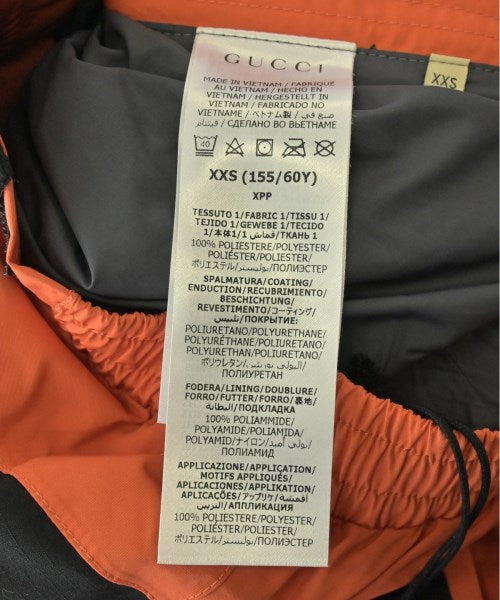 GUCCI
MADE IN VIETNAM / FABRIQUÉ
AU VIETNAM / HECHO EN
VIETNAM / HERGESTELLT IN
VIETNAM / FABRICADO NO
VIETNAME / ベトナム製 / صنع في
فيتنام / СДЕЛАНО ВО ВЬЕТНАМЕ
40
XXS (155/60Y)
XPP
TESSUTO 1/FABRIC 1/TISSU 1/
TEJIDO 1/GEWEBE 1/TECIDO
1/本体1/قماش 1/ТКАНЬ 1
100% POLIESTERE/POLYESTER/
POLIÉSTER/POLIESTER/
ポリエステル/بوليستر/ПОЛИЭСТЕР
SPALMATURA/COATING/
ENDUCTION/RECUBRIMIENTO/
BESCHICHTUNG/
REVESTIMENTO/コーティング/
تلبيس/ПОКРЫТИЕ:
POLIURETANO/POLYURETHANE/
POLYURÉTHANE/POLIURETANO/
POLYURETHAN/POLIURETANO/
ポリウレタン/بولي يوريثين/
ПОЛИУРЕТАН
FODERA/LINING/DOUBLURE/
FORRO/FUTTER/FORRO/裏地/
البطانة/ПОДКЛАДКА
100% POLIAMMIDE/
POLYAMIDE/POLIAMIDA/
POLYAMID/ナイロン/بولي أميد/
ПОЛИАМИД
APPLICAZIONE/APPLICATION/
MOTIFS APPLIQUÉS/
APLICACIONES/APPLIKATION/
APLICAÇÕES/アップリケ/أقمشة
التزيين/АППЛИКАЦИЯ
100% POLIESTERE/POLYESTER/
POLYESTER/POLIÉSTER/
ポリエステル/بوليستر/ПОЛИЭСТЕР
XXS